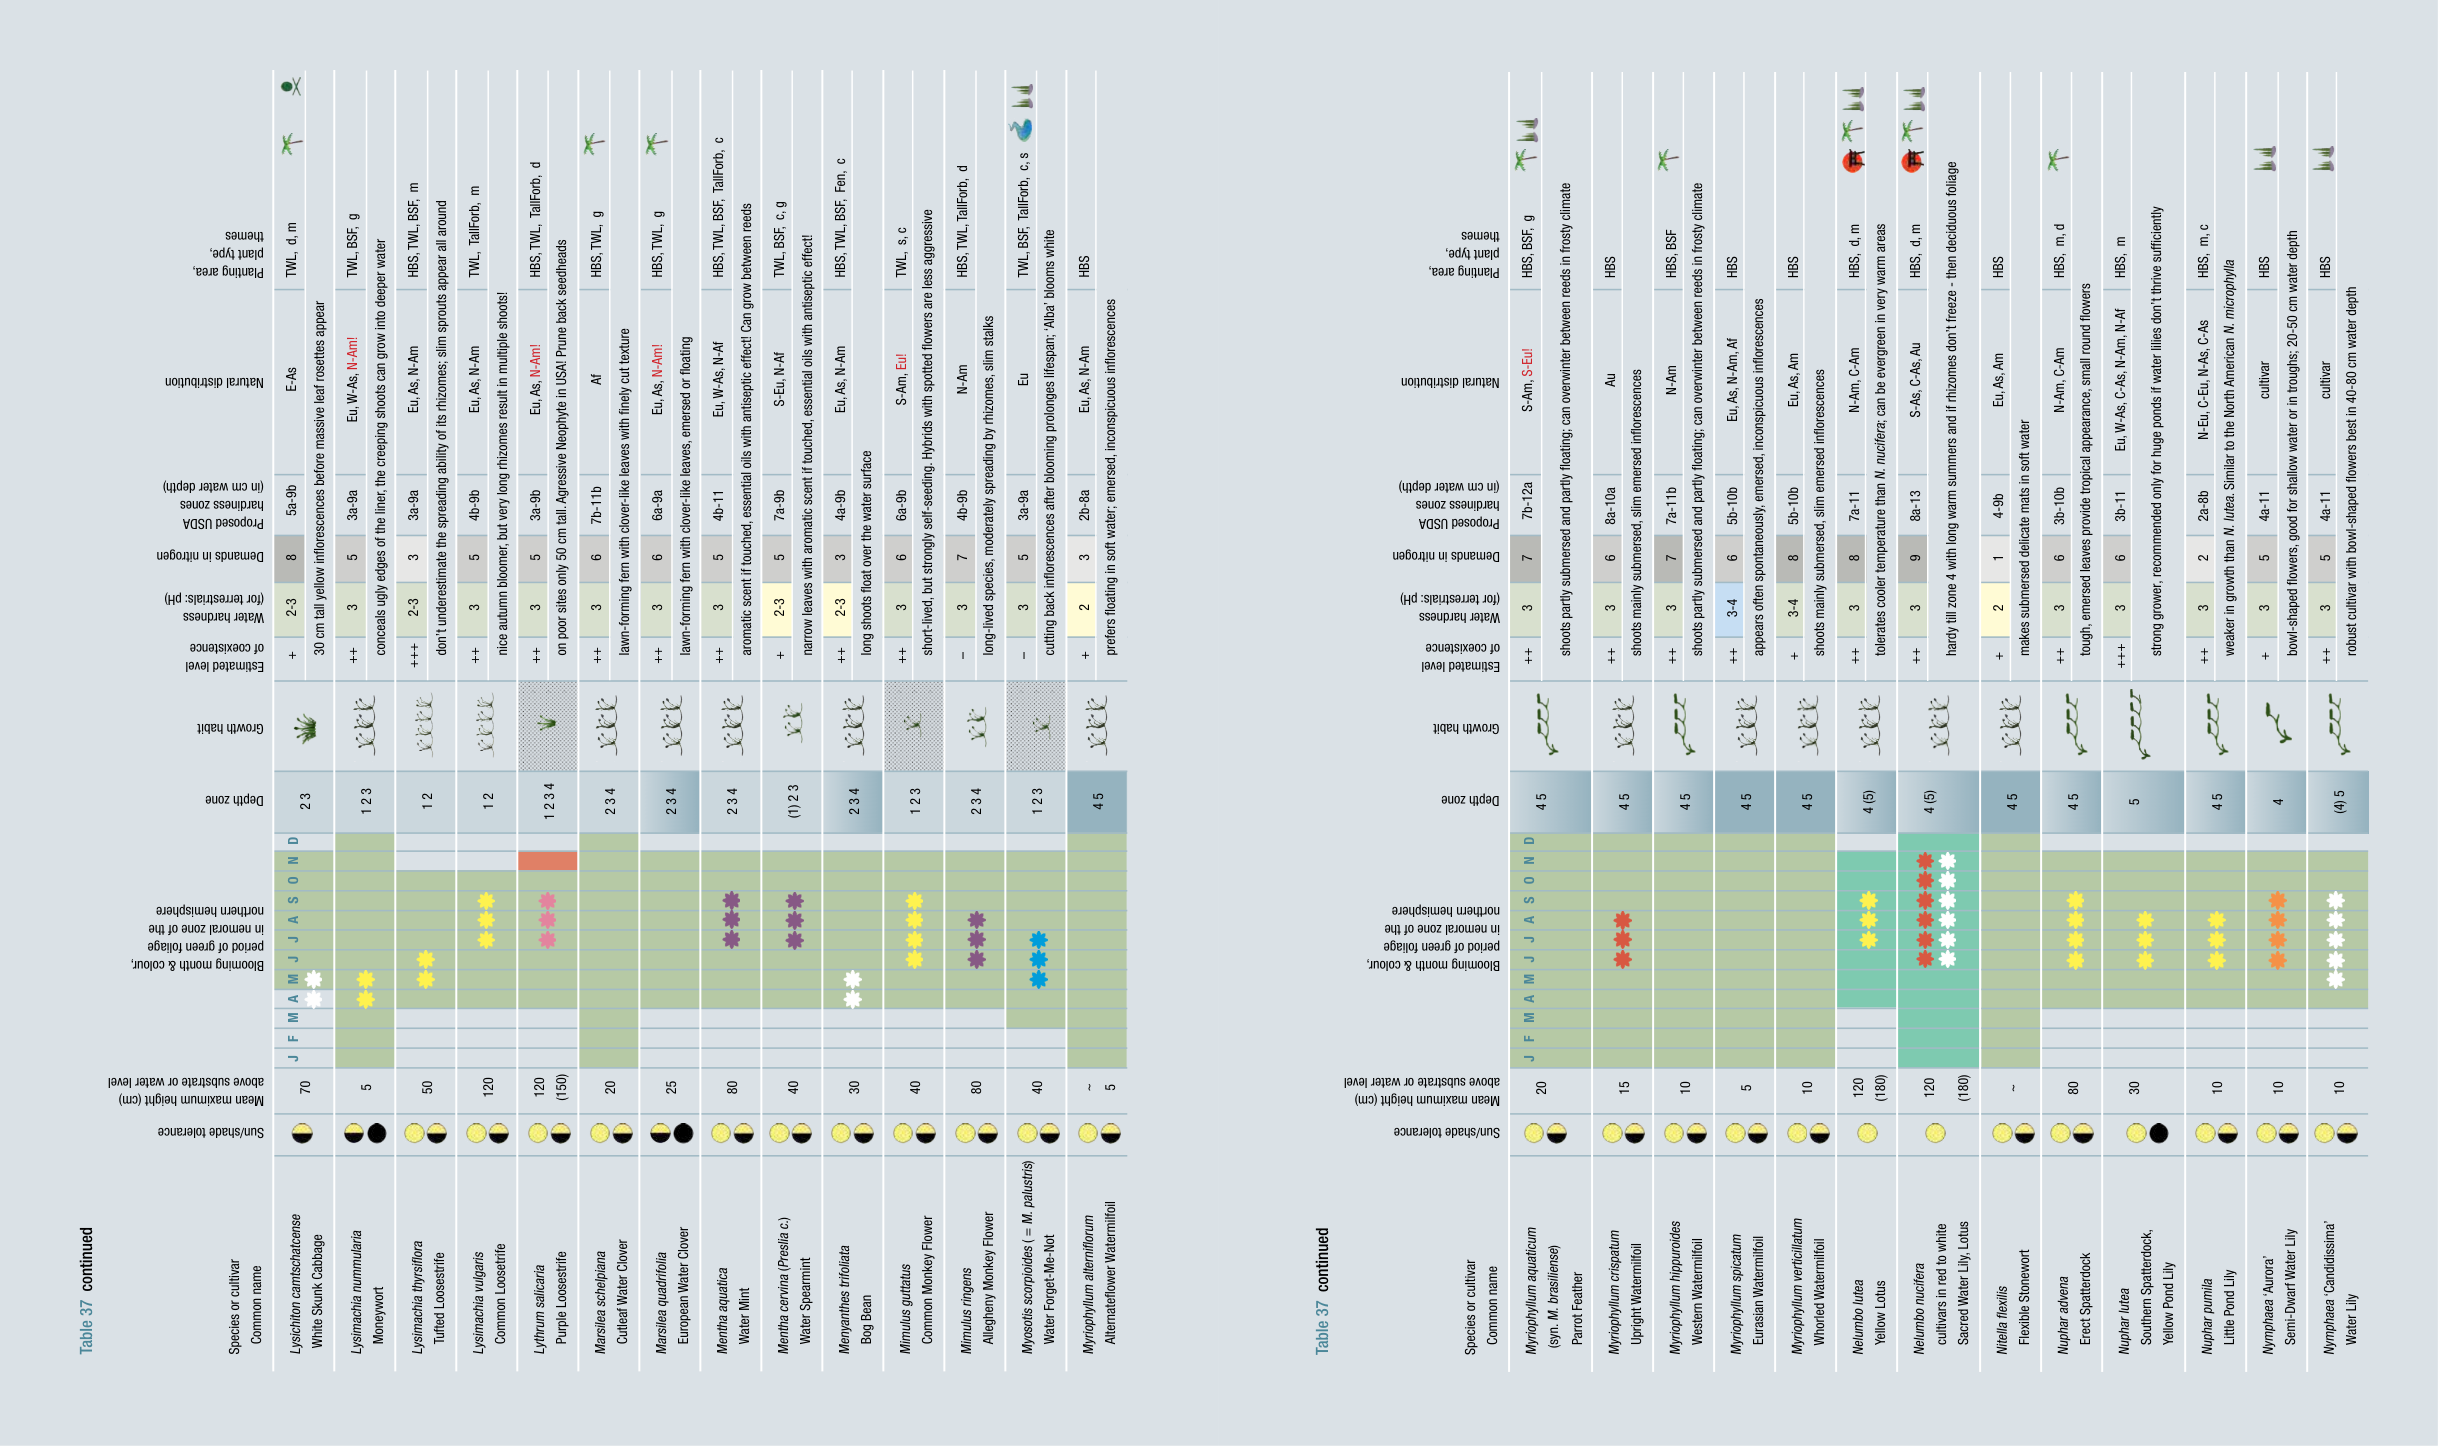 Table 37 continued
Species or cultivar
Common name
Sun/shade tolerance
Mean maximum height (cm)
above substrate or water level
Blooming month & colour,
period of green foliage
in nemoral zone of the
northern hemisphere
Depth zone
Growth habit
Estimated level
of coexistence
Water hardness
(for terrestrials: pH)
Demands in nitrogen
Proposed USDA
hardiness zones
(in cm water depth)
Natural distribution
Planting area,
plant type,
themes
J F M A M J J A S O N D
Lysichiton camtschatcense 70 2 3 + 2-3 8 5a-9b E-As TWL, d, m
White Skunk Cabbage 30 cm tall yellow inflorescences before massive leaf rosettes appear
Lysimachia nummularia 5 1 2 3 ++ 3 5 3a-9a Eu, W-As, N-Am! TWL, BSF, g
Moneywort conceals ugly edges of the liner, the creeping shoots can grow into deeper water
Lysimachia thyrsiflora 50 1 2 +++ 2-3 3 3a-9a Eu, As, N-Am HBS, TWL, BSF, m
Tufted Loosestrife don't underestimate the spreading ability of its rhizomes; slim sprouts appear all around
Lysimachia vulgaris 120 1 2 ++ 3 5 4b-9b Eu, As, N-Am TWL, TallForb, m
Common Loosetrife nice autumn bloomer, but very long rhizomes result in multiple shoots!
Lythrum salicaria 120 1 2 3 4 ++ 3 5 3a-9b Eu, As, N-Am! HBS, TWL, TallForb, d
Purple Loosestrife (150) on poor sites only 50 cm tall. Agressive Neophyte in USA! Prune back seedheads
Marsilea schelpiana 20 2 3 4 ++ 3 6 7b-11b Af HBS, TWL, g
Cutleaf Water Clover lawn-forming fern with clover-like leaves with finely cut texture
Marsilea quadrifolia 25 2 3 4 ++ 3 6 6a-9a Eu, As, N-Am! HBS, TWL, g
European Water Clover lawn-forming fern with clover-like leaves, emersed or floating
Mentha aquatica 80 2 3 4 ++ 3 5 4b-11 Eu, W-As, N-Af HBS, TWL, BSF, TallForb, c
Water Mint aromatic scent if touched, essential oils with antiseptic effect! Can grow between reeds
Mentha cervina (Preslia c.) 40 (1) 2 3 + 2-3 5 7a-9b S-Eu, N-Af TWL, BSF, c, g
Water Spearmint narrow leaves with aromatic scent if touched, essential oils with antiseptic effect!
Menyanthes trifoliata 30 2 3 4 ++ 2-3 3 4a-9b Eu, As, N-Am HBS, TWL, BSF, Fen, c
Bog Bean long shoots float over the water surface
Mimulus guttatus 40 1 2 3 ++ 3 6 6a-9b S-Am, Eu! TWL, s, c
Common Monkey Flower short-lived, but strongly self-seeding. Hybrids with spotted flowers are less aggressive
Mimulus ringens 80 2 3 4 – 3 7 4b-9b N-Am HBS, TWL, TallForb, d
Allegheny Monkey Flower long-lived species, moderately spreading by rhizomes, slim stalks
Myosotis scorpioides ( = M. palustris) 40 1 2 3 – 3 5 3a-9a Eu TWL, BSF, TallForb, c, s
Water Forget-Me-Not cutting back inflorescences after blooming prolonges lifespan; 'Alba' blooms white
Myriophyllum alterniflorum ~ 4 5 + 2 3 2b-8a Eu, As, N-Am HBS
Alternateflower Watermilfoil 5 prefers floating in soft water; emersed, inconspicuous inflorescences
Table 37 continued
Species or cultivar
Common name
Sun/shade tolerance
Mean maximum height (cm)
above substrate or water level
Blooming month & colour,
period of green foliage
in nemoral zone of the
northern hemisphere
Depth zone
Growth habit
Estimated level
of coexistence
Water hardness
(for terrestrials: pH)
Demands in nitrogen
Proposed USDA
hardiness zones
(in cm water depth)
Natural distribution
Planting area,
plant type,
themes
J F M A M J J A S O N D
Myriophyllum aquaticum 20 4 5 ++ 3 7 7b-12a S-Am, S-Eu! HBS, BSF, g
(syn. M. brasiliense)
Parrot Feather shoots partly submersed and partly floating; can overwinter between reeds in frosty climate
Myriophyllum crispatum 15 4 5 ++ 3 6 8a-10a Au HBS
Upright Watermilfoil shoots mainly submersed, slim emersed inflorescences
Myriophyllum hippuroides 10 4 5 ++ 3 7 7a-11b N-Am HBS, BSF
Western Watermilfoil shoots partly submersed and partly floating; can overwinter between reeds in frosty climate
Myriophyllum spicatum 5 4 5 ++ 3-4 6 5b-10b Eu, As, N-Am, Af HBS
Eurasian Watermilfoil appears often spontaneously, emersed, inconspicuous inflorescences
Myriophyllum verticillatum 10 4 5 + 3-4 8 5b-10b Eu, As, Am HBS
Whorled Watermilfoil shoots mainly submersed, slim emersed inflorescences
Nelumbo lutea 120 4 (5) ++ 3 8 7a-11 N-Am, C-Am HBS, d, m
Yellow Lotus (180) tolerates cooler temperature than N. nucifera; can be evergreen in very warm areas
Nelumbo nucifera 120 4 (5) ++ 3 9 8a-13 S-As, C-As, Au HBS, d, m
cultivars in red to white
Sacred Water Lily, Lotus (180) hardy till zone 4 with long warm summers and if rhizomes don't freeze - then deciduous foliage
Nitella flexilis ~ 4 5 + 2 1 4-9b Eu, As, Am HBS
Flexible Stonewort makes submersed delicate mats in soft water
Nuphar advena 80 4 5 ++ 3 6 3b-10b N-Am, C-Am HBS, m, d
Erect Spatterdock tough, emersed leaves provide tropical appearance, small round flowers
Nuphar lutea 30 5 +++ 3 6 3b-11 Eu, W-As, C-As, N-Am, N-Af HBS, m
Southern Spatterdock,
Yellow Pond Lily strong grower, recommended only for huge ponds if water lilies don't thrive sufficiently
Nuphar pumila 10 4 5 ++ 3 2 2a-8b N-Eu, C-Eu, N-As, C-As HBS, m, c
Little Pond Lily weaker in growth than N. lutea. Similar to the North American N. microphylla
Nymphaea 'Aurora' 10 4 + 3 5 4a-11 cultivar HBS
Semi-Dwarf Water Lily bowl-shaped flowers, good for shallow water or in troughs; 20-50 cm water depth
Nymphaea 'Candidissima' 10 (4) 5 ++ 3 5 4a-11 cultivar HBS
Water Lily robust cultivar with bowl-shaped flowers best in 40-80 cm water depth